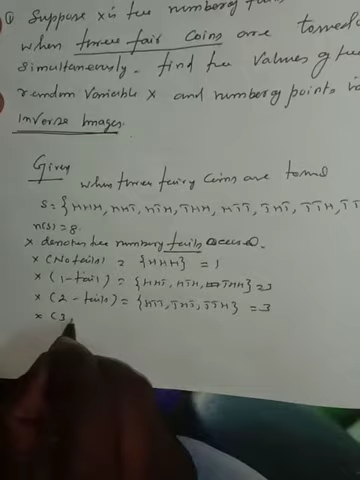 ① Suppose X is the number of tails
when three fair coins are tossed
simultaneously. find the values of the
random variable X and number of points in
Inverse Images.
Given when three fairy coins are tossed
S = {HHH, HHT, HTH, THH, HTT, THT, TTH, TT
n(s) = 8.
X denotes the number of tails occured.
X (No tails) = {HHH} = 1
X (1-tail) = {HHT, HTH, THH} = 3
X (2-tails) = {HTT, THT, TTH} = 3
X (3